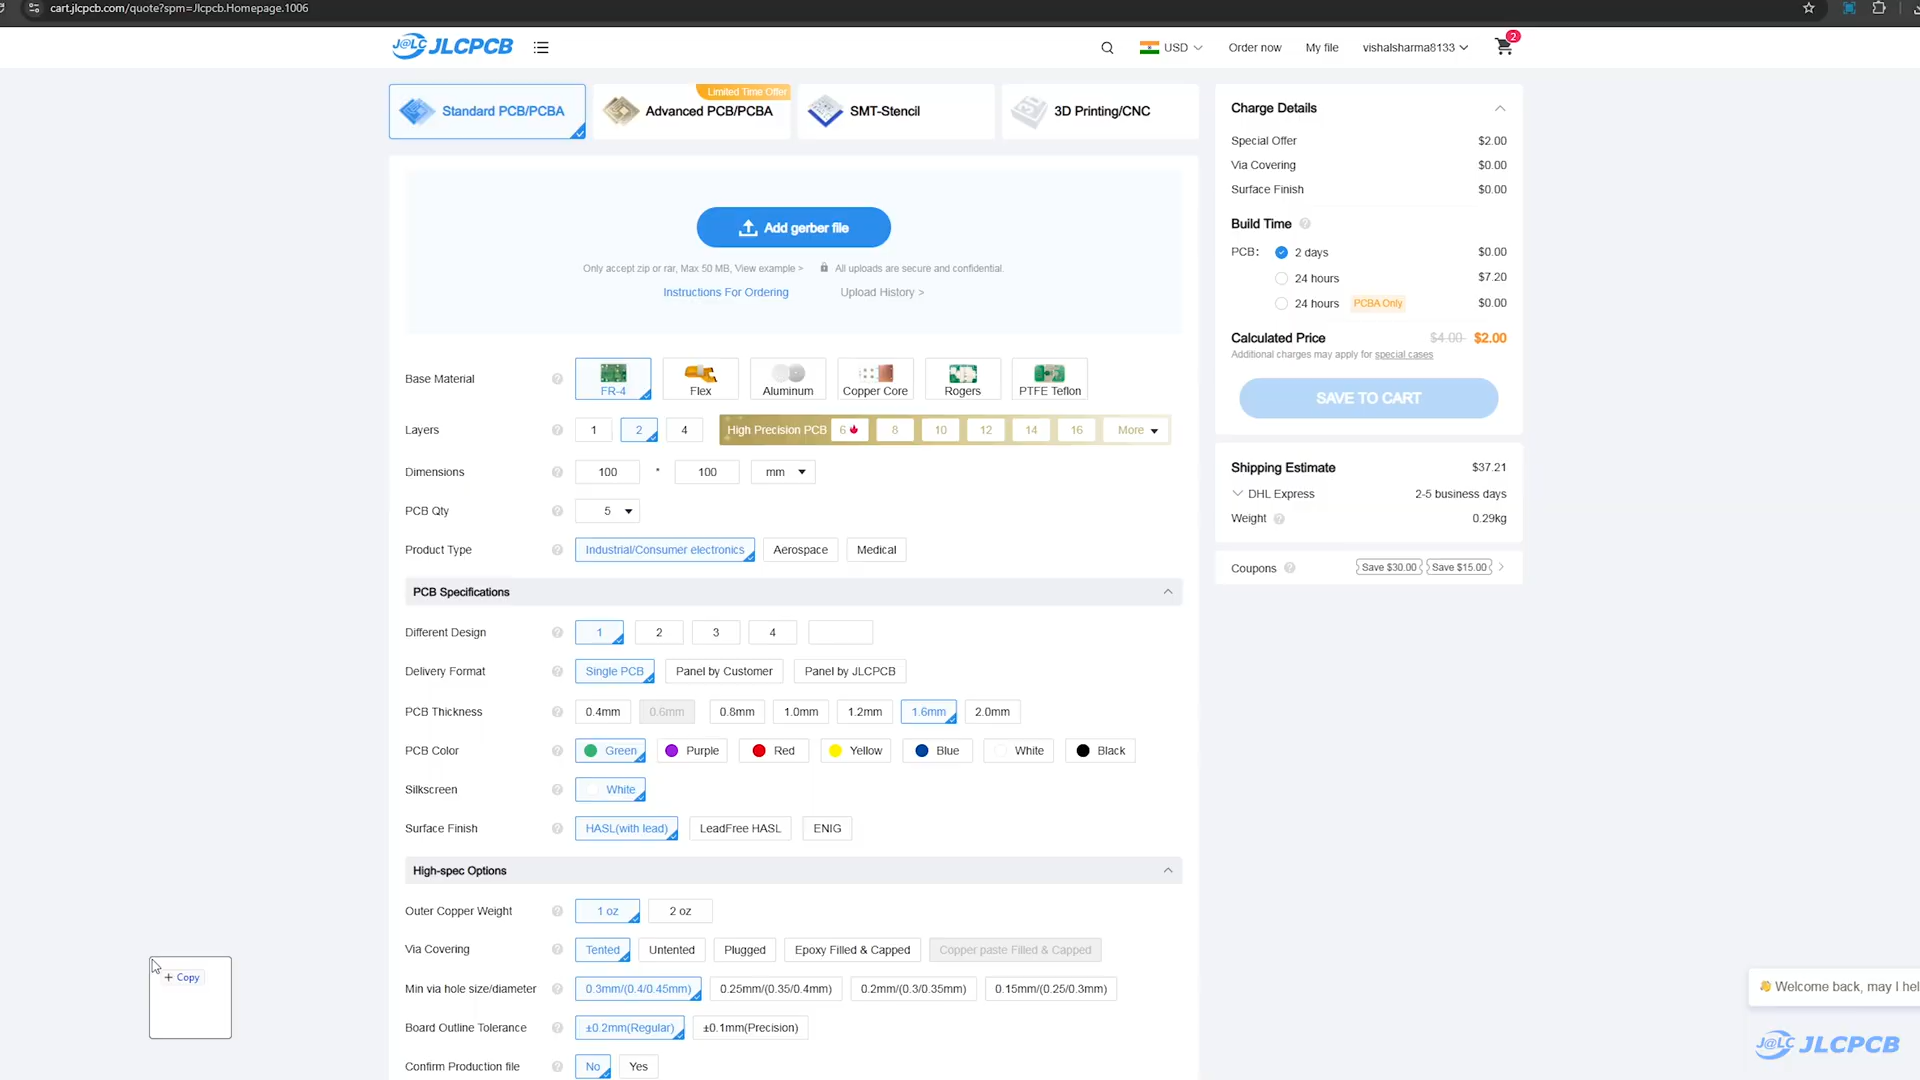 cart.jlcpcb.com/quote?spm=Jlcpcb.Homepage.1006
J@LC JLCPCB
USD
Order now
My file
vishalsharma8133
2
Standard PCB/PCBA
Limited Time Offer
Advanced PCB/PCBA
SMT-Stencil
3D Printing/CNC
Add gerber file
Only accept zip or rar, Max 50 MB, View example >
All uploads are secure and confidential.
Instructions For Ordering
Upload History >
Base Material ? FR-4 Flex Aluminum Copper Core Rogers PTFE Teflon
Layers ? 1 2 4 High Precision PCB 6 8 10 12 14 16 More
Dimensions ? 100 * 100 mm
PCB Qty ? 5
Product Type ? Industrial/Consumer electronics Aerospace Medical
PCB Specifications
Different Design ? 1 2 3 4
Delivery Format ? Single PCB Panel by Customer Panel by JLCPCB
PCB Thickness ? 0.4mm 0.6mm 0.8mm 1.0mm 1.2mm 1.6mm 2.0mm
PCB Color ? Green Purple Red Yellow Blue White Black
Silkscreen ? White
Surface Finish ? HASL(with lead) LeadFree HASL ENIG
High-spec Options
Outer Copper Weight ? 1 oz 2 oz
Via Covering ? Tented Untented Plugged Epoxy Filled & Capped Copper paste Filled & Capped
Min via hole size/diameter ? 0.3mm/(0.4/0.45mm) 0.25mm/(0.35/0.4mm) 0.2mm/(0.3/0.35mm) 0.15mm/(0.25/0.3mm)
Board Outline Tolerance ? ±0.2mm(Regular) ±0.1mm(Precision)
Confirm Production file ? No Yes
+ Copy
Charge Details
Special Offer $2.00
Via Covering $0.00
Surface Finish $0.00
Build Time ?
PCB: 2 days $0.00
24 hours $7.20
24 hours PCBA Only $0.00
Calculated Price $4.00 $2.00
Additional charges may apply for special cases
SAVE TO CART
Shipping Estimate $37.21
DHL Express 2-5 business days
Weight ? 0.29kg
Coupons ? Save $30.00 Save $15.00
Welcome back, may I hel
J@LC JLCPCB